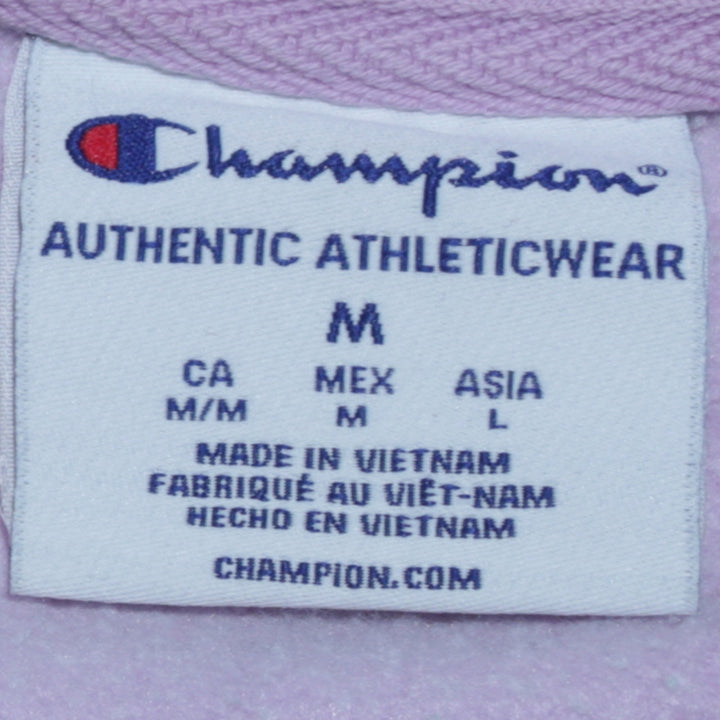 Champion®
AUTHENTIC ATHLETICWEAR
M
CA MEX ASIA
M/M M L
MADE IN VIETNAM
FABRIQUÉ AU VIÊT-NAM
HECHO EN VIETNAM
CHAMPION.COM